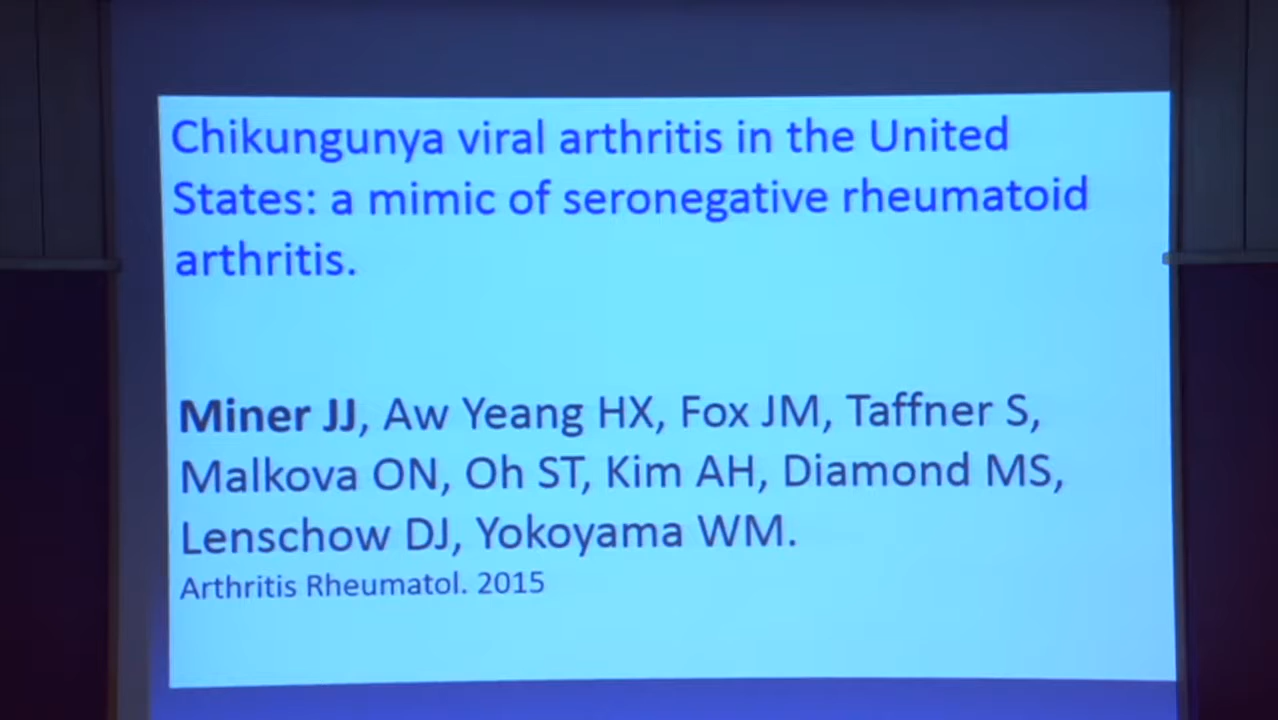 Chikungunya viral arthritis in the United
States: a mimic of seronegative rheumatoid
arthritis.
Miner JJ, Aw Yeang HX, Fox JM, Taffner S,
Malkova ON, Oh ST, Kim AH, Diamond MS,
Lenschow DJ, Yokoyama WM.
Arthritis Rheumatol. 2015